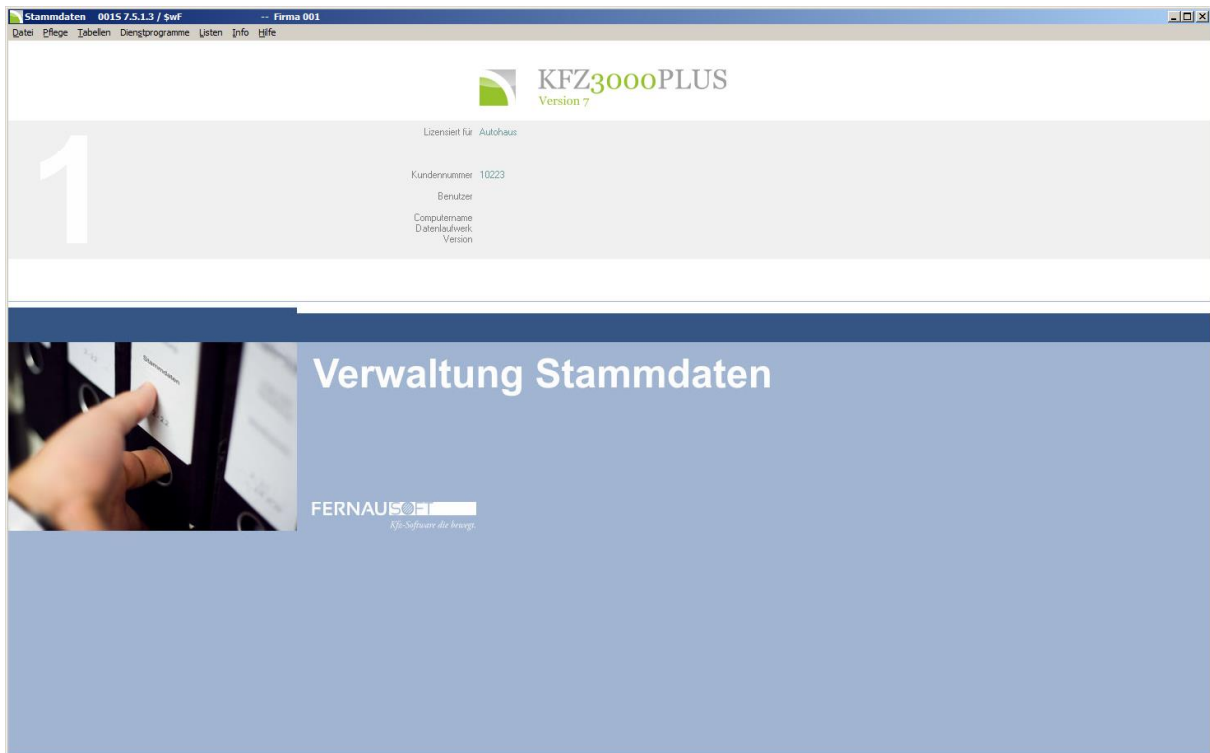 Stammdaten 001S 7.5.1.3 / $wF -- Firma 001
Datei Pflege Tabellen Dienstprogramme Listen Info Hilfe
KFZ3000PLUS
Version 7
1
Lizensiert für Autohaus
Kundennummer 10223
Benutzer
Computername
Datenlaufwerk
Version
Stammdaten
Verwaltung Stammdaten
FERNAUSOFT
Kfz-Software die bewegt.